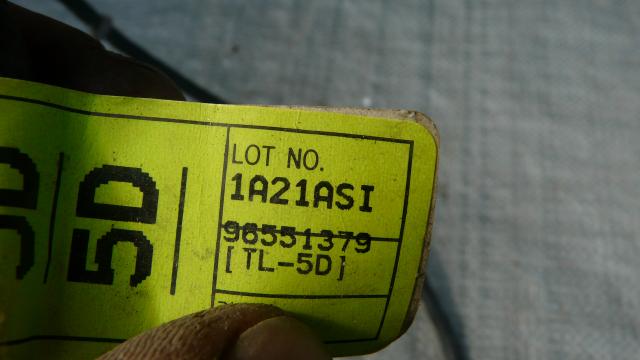 LOT NO.
1A21ASI
96551379
[TL-5D]
5D